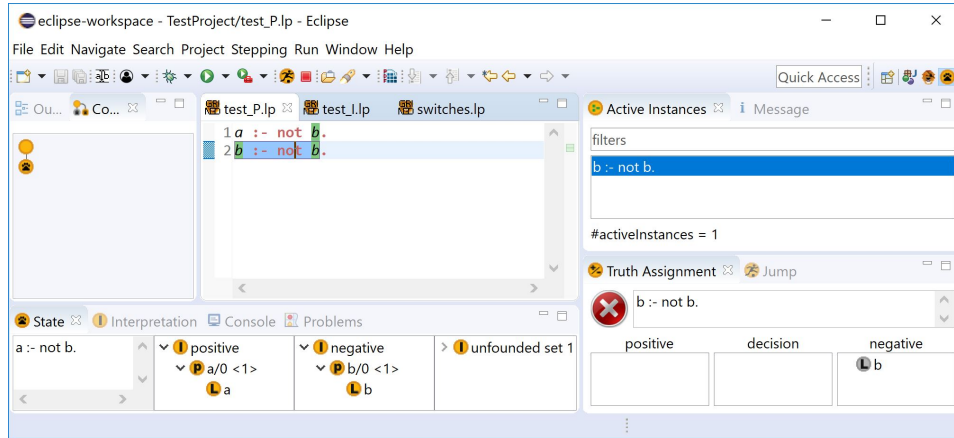 eclipse-workspace - TestProject/test_P.lp - Eclipse
File Edit Navigate Search Project Stepping Run Window Help
Quick Access
Ou... Co...
test_P.lp test_I.lp switches.lp
1 a :- not b.
2 b :- not b.
Active Instances Message
filters
b :- not b.
#activeInstances = 1
Truth Assignment Jump
b :- not b.
positive decision negative
L b
State Interpretation Console Problems
a :- not b.
I positive
P a/0 <1>
L a
I negative
P b/0 <1>
L b
I unfounded set 1